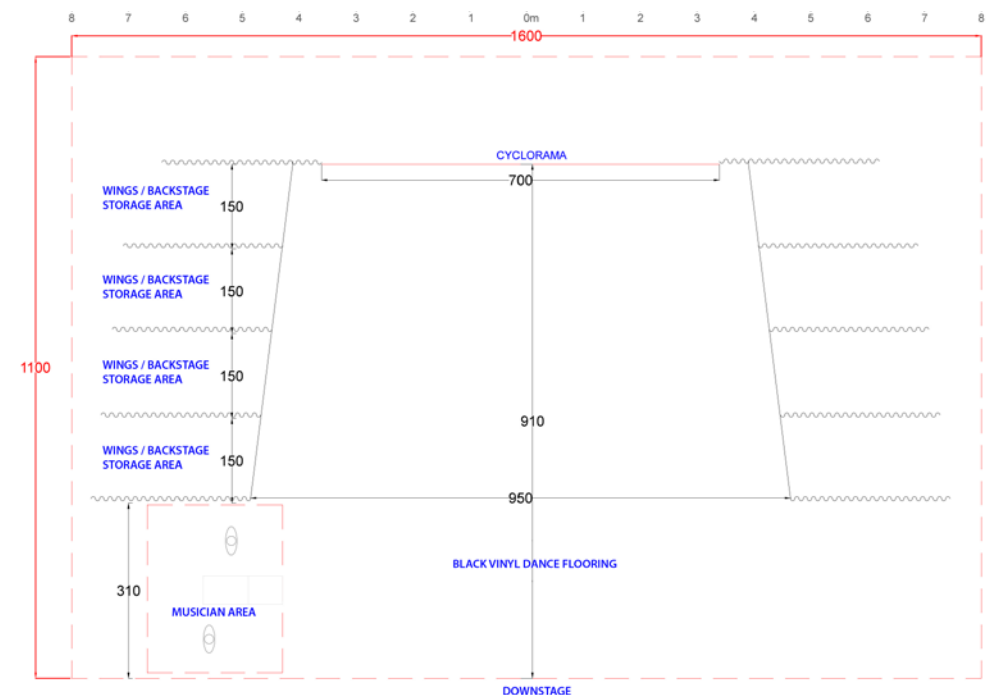 8 7 6 5 4 3 2 1 0m 1 2 3 4 5 6 7 8
1600
CYCLORAMA
700
WINGS / BACKSTAGE
STORAGE AREA
150
WINGS / BACKSTAGE
STORAGE AREA
150
1100
WINGS / BACKSTAGE
STORAGE AREA
150
910
WINGS / BACKSTAGE
STORAGE AREA
150
950
BLACK VINYL DANCE FLOORING
310
MUSICIAN AREA
DOWNSTAGE